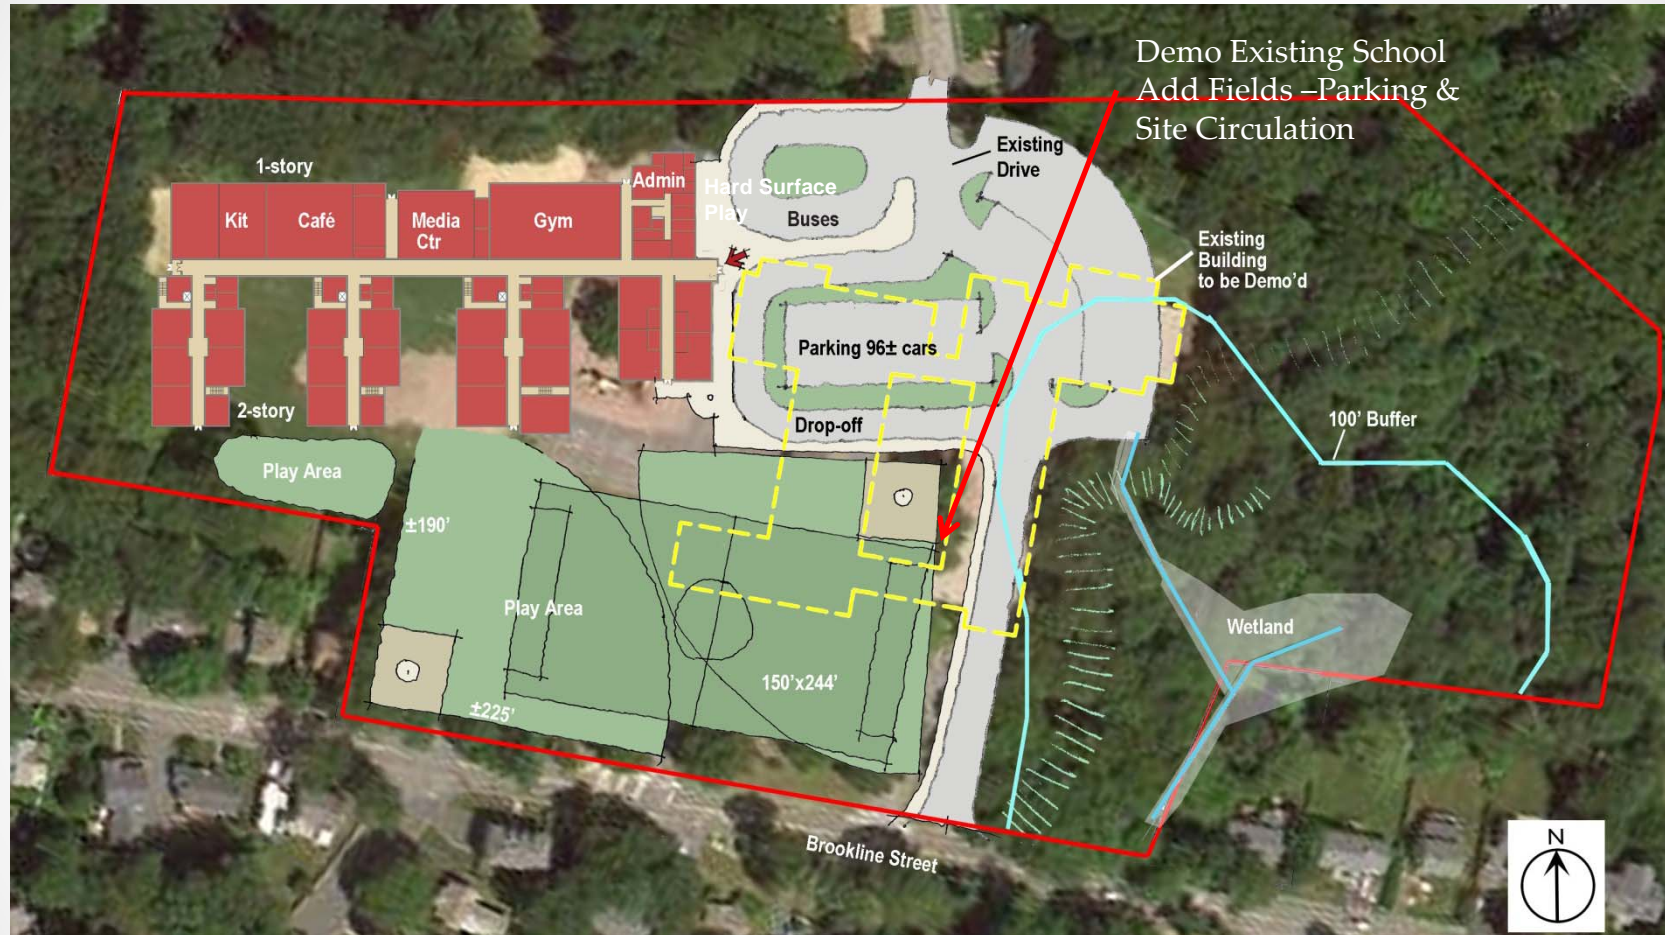 Demo Existing School
Add Fields –Parking &
Site Circulation
1-story
Kit
Café
Media
Ctr
Gym
Admin
Hard Surface
Play
Buses
Existing
Drive
Existing
Building
to be Demo'd
Parking 96± cars
Drop-off
2-story
Play Area
100' Buffer
±190'
Play Area
150'x244'
±225'
Wetland
Brookline Street
N